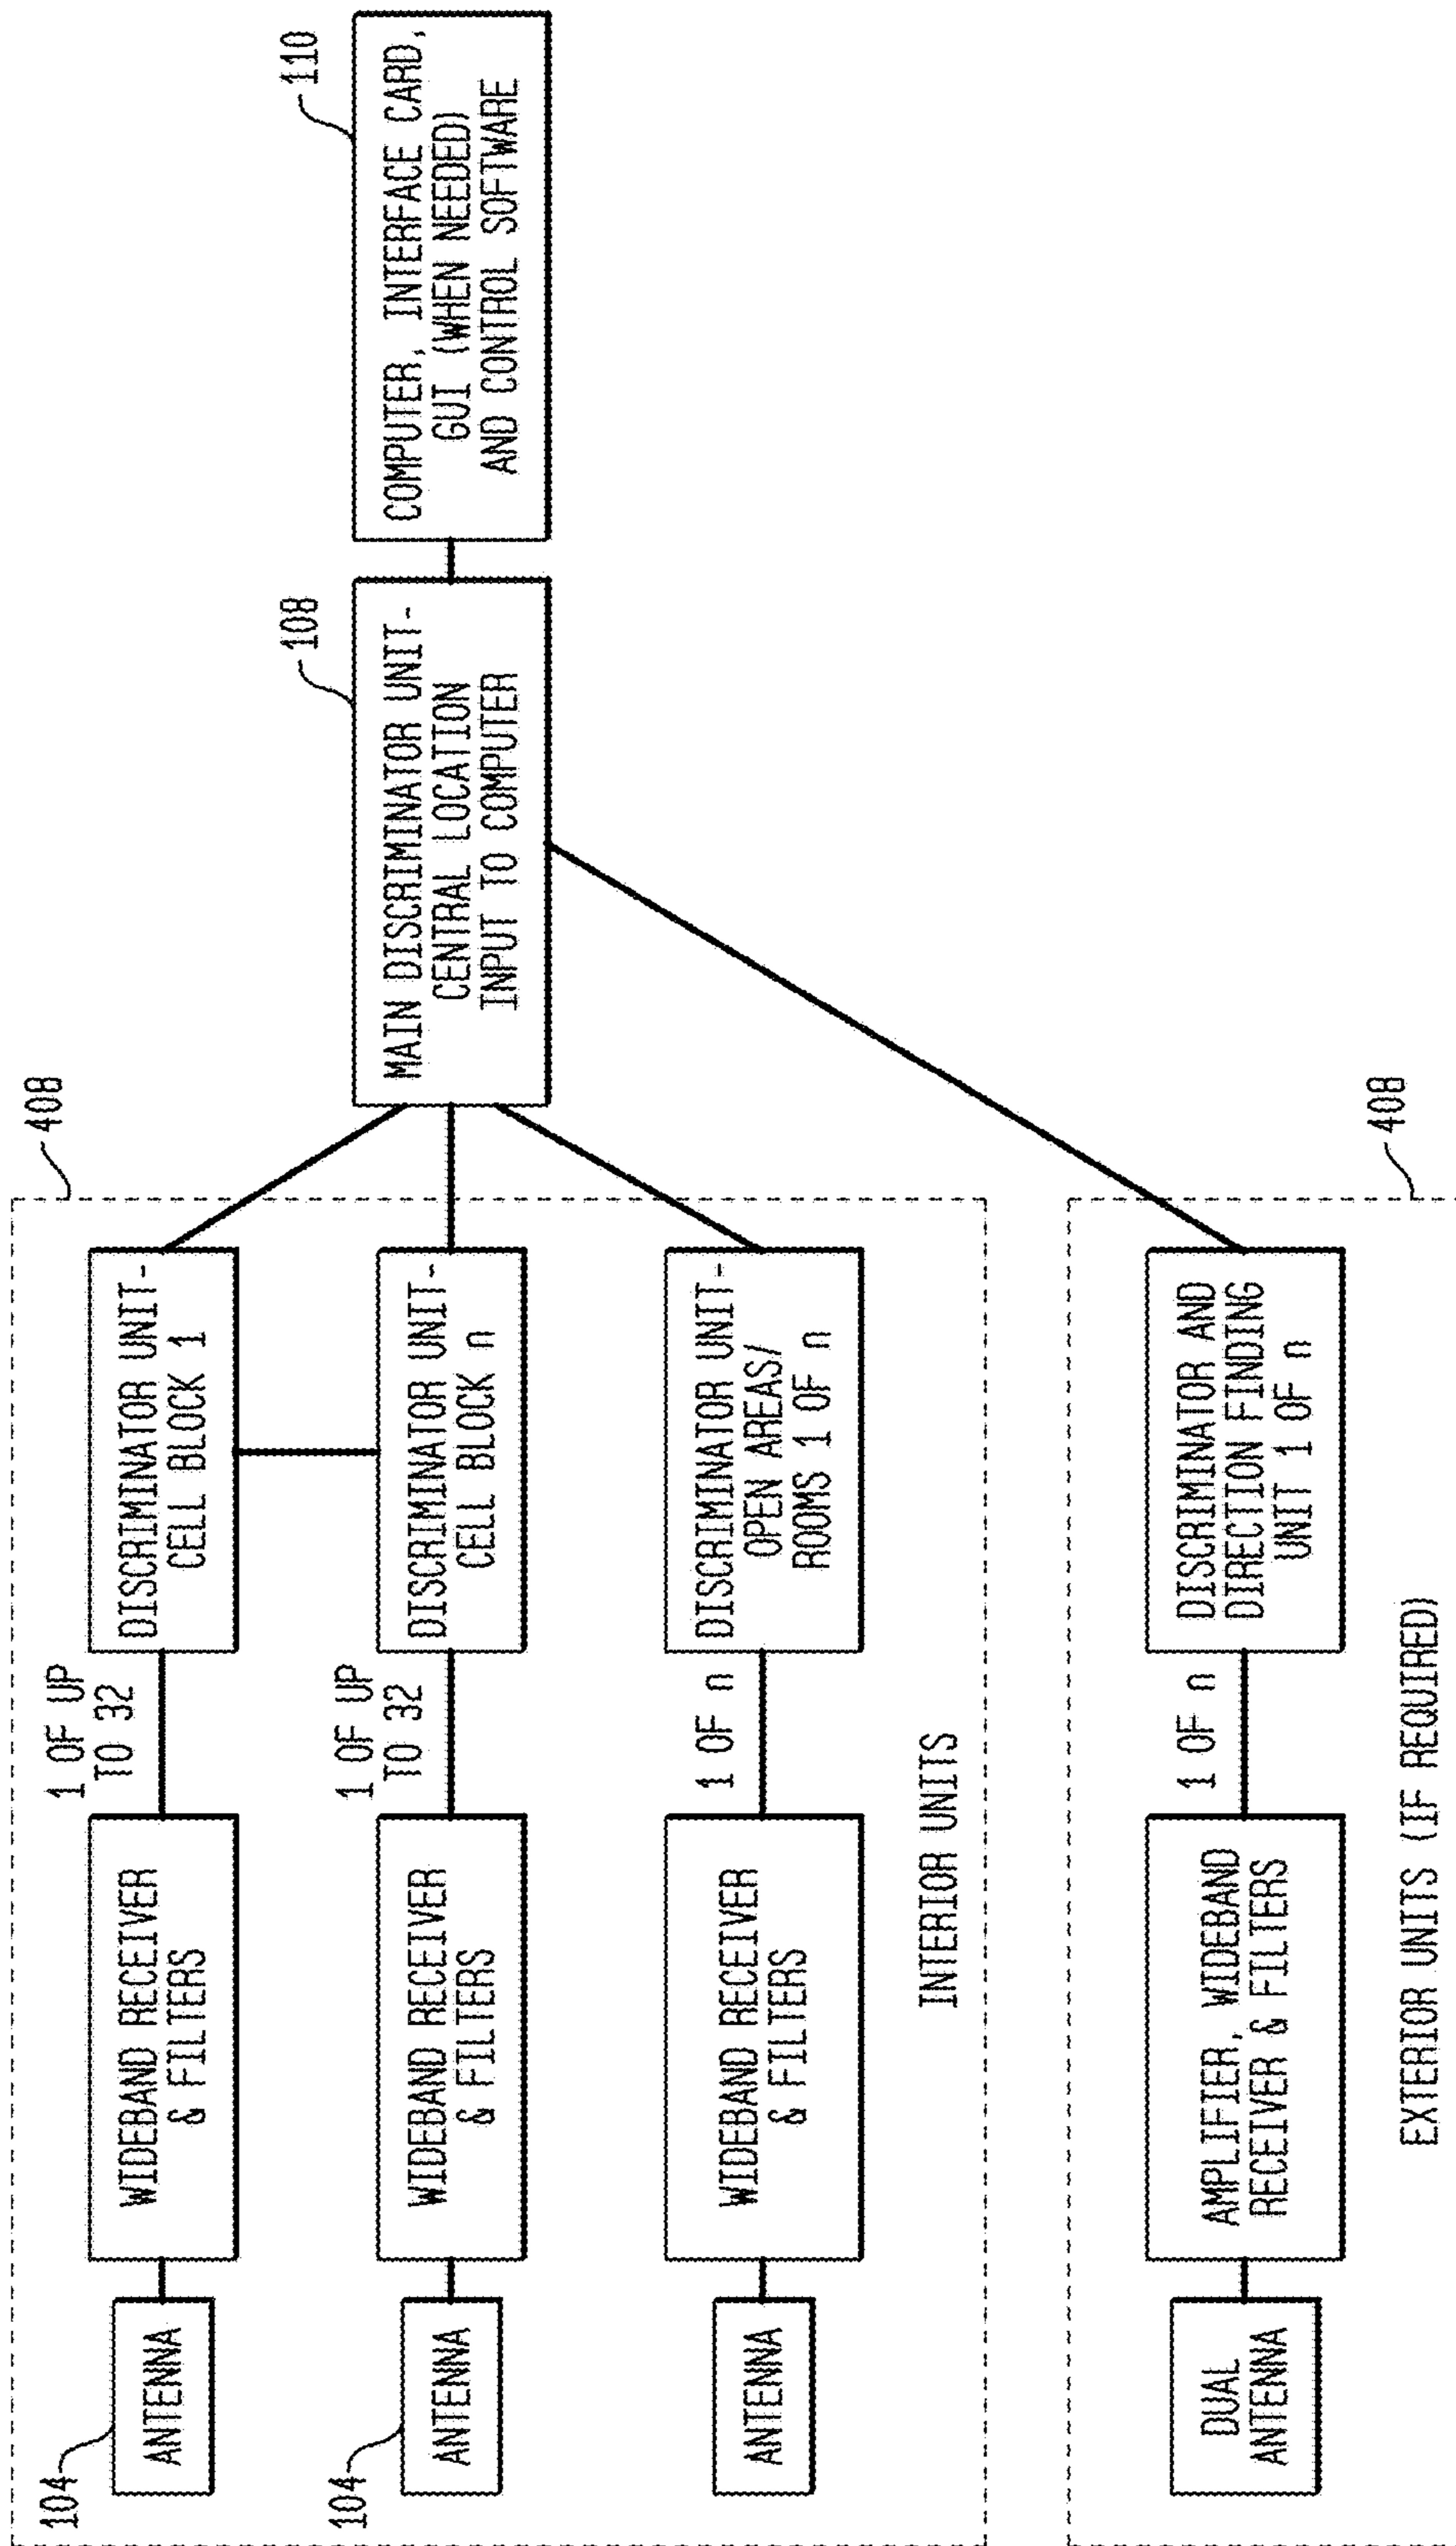 104
ANTENNA
WIDEBAND RECEIVER
& FILTERS
1 OF UP
TO 32
DISCRIMINATOR UNIT-
CELL BLOCK 1
408
104
ANTENNA
WIDEBAND RECEIVER
& FILTERS
1 OF UP
TO 32
DISCRIMINATOR UNIT-
CELL BLOCK n
108
MAIN DISCRIMINATOR UNIT-
CENTRAL LOCATION
INPUT TO COMPUTER
110
COMPUTER, INTERFACE CARD,
GUI (WHEN NEEDED)
AND CONTROL SOFTWARE
ANTENNA
WIDEBAND RECEIVER
& FILTERS
1 OF n
DISCRIMINATOR UNIT-
OPEN AREAS/
ROOMS 1 OF n
INTERIOR UNITS
DUAL
ANTENNA
AMPLIFIER, WIDEBAND
RECEIVER & FILTERS
1 OF n
DISCRIMINATOR AND
DIRECTION FINDING
UNIT 1 OF n
408
EXTERIOR UNITS (IF REQUIRED)